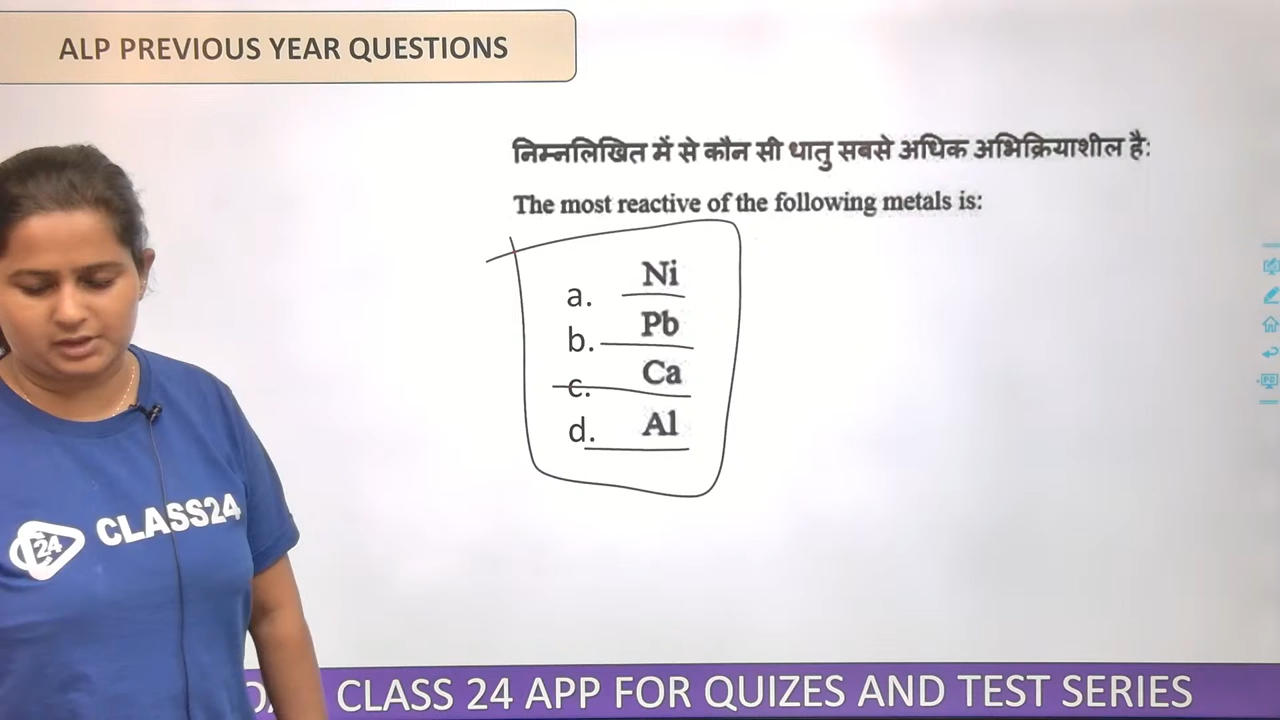 ALP PREVIOUS YEAR QUESTIONS
निम्नलिखित में से कौन सी धातु सबसे अधिक अभिक्रियाशील है:
The most reactive of the following metals is:
a. Ni
b. Pb
c. Ca
d. Al
24 CLASS24
CLASS 24 APP FOR QUIZES AND TEST SERIES